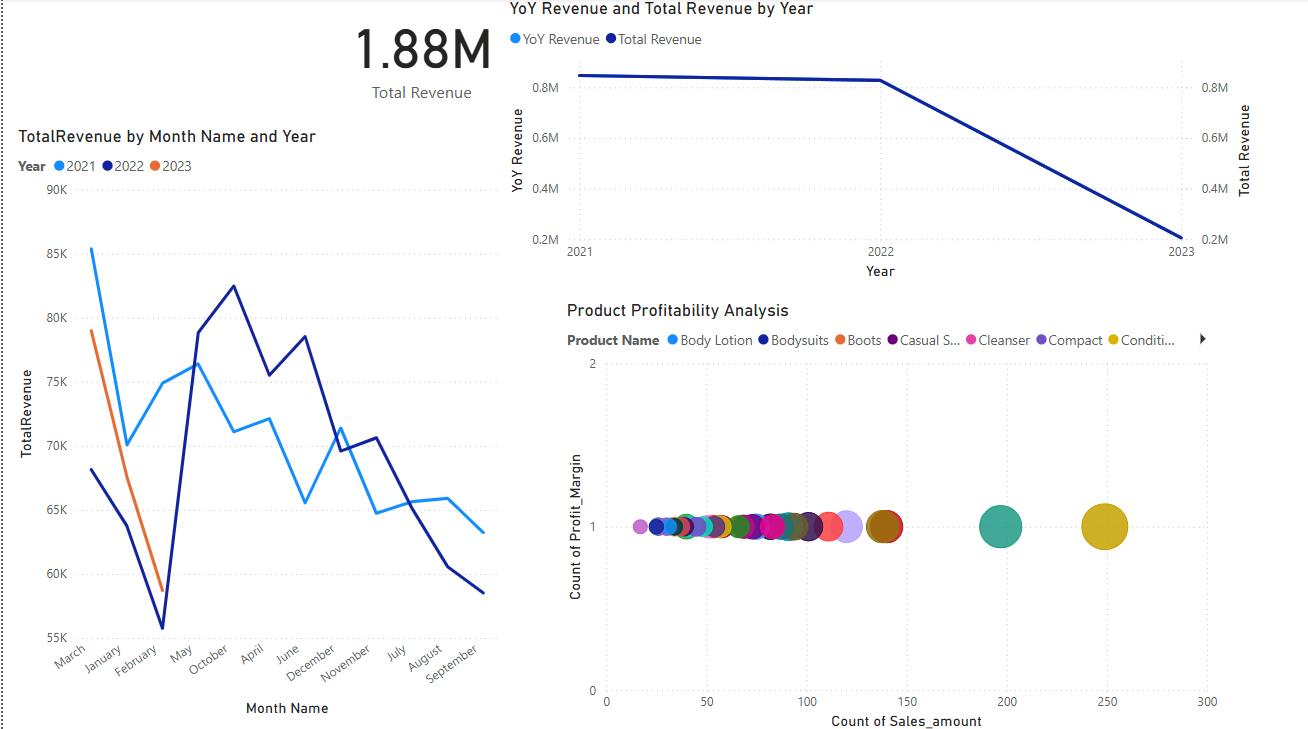 1.88M
Total Revenue
TotalRevenue by Month Name and Year
Year 2021 2022 2023
TotalRevenue
90K
85K
80K
75K
70K
65K
60K
55K
March January February May October April June December November July August September
Month Name
YoY Revenue and Total Revenue by Year
YoY Revenue Total Revenue
YoY Revenue
0.8M
0.6M
0.4M
0.2M
0.8M
0.6M
0.4M
0.2M
Total Revenue
2021 2022 2023
Year
Product Profitability Analysis
Product Name Body Lotion Bodysuits Boots Casual S... Cleanser Compact Conditi...
Count of Profit_Margin
2
1
0
0 50 100 150 200 250 300
Count of Sales_amount